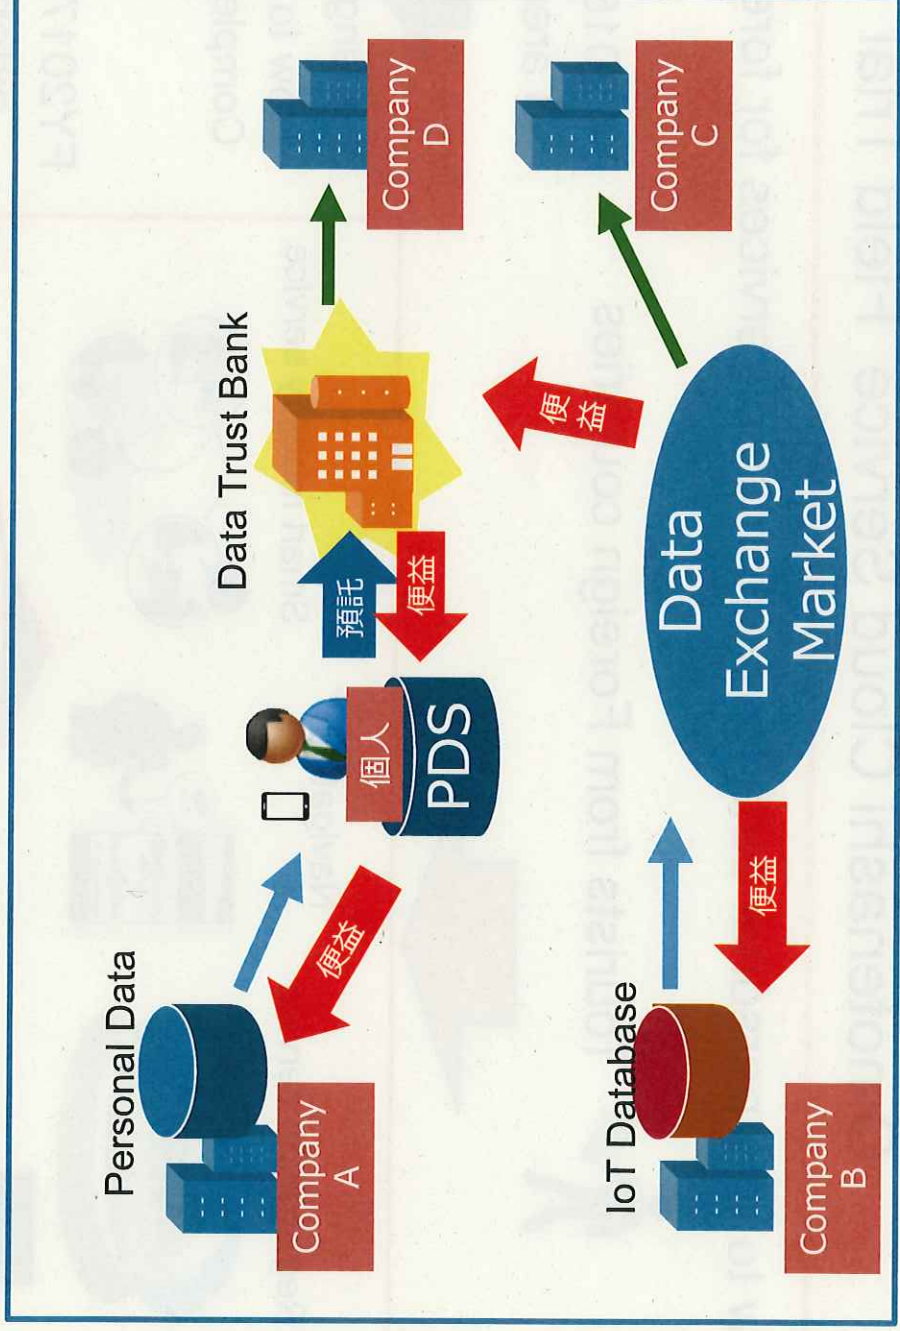 Personal Data
Company
A
便益
個人
PDS
Data Trust Bank
預託
便益
Company
D
IoT Database
Company
B
便益
Data
Exchange
Market
便益
Company
C